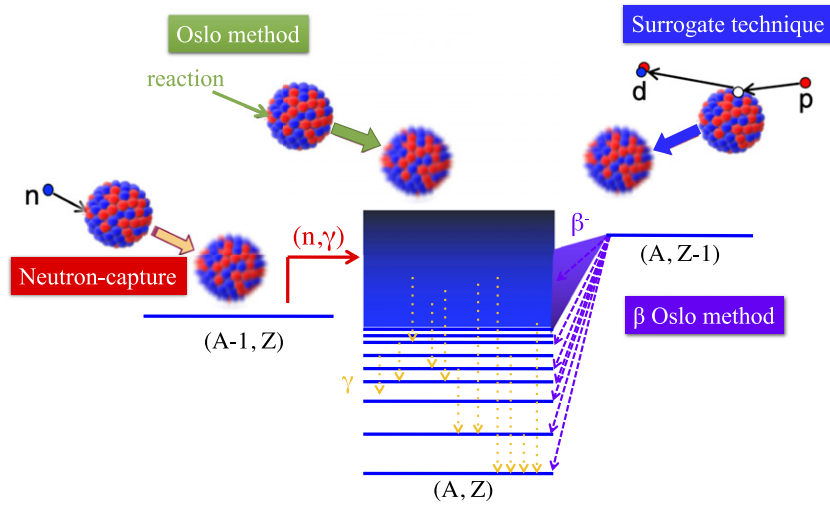 Oslo method
Surrogate technique
reaction
d
p
n
(n,γ)
β-
Neutron-capture
(A, Z-1)
β Oslo method
(A-1, Z)
γ
(A, Z)